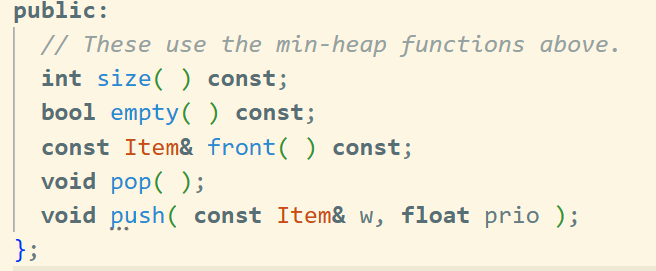 public:
// These use the min-heap functions above.
int size( ) const;
bool empty( ) const;
const Item& front( ) const;
void pop( );
void push( const Item& w, float prio );
};